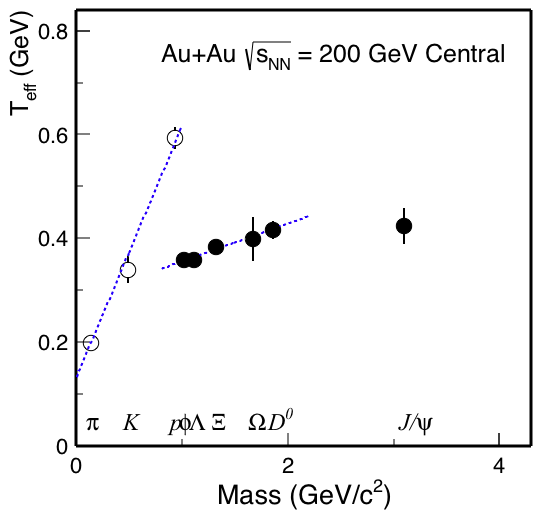 Au+Au √s_NN = 200 GeV Central
T_eff (GeV)
0.8
0.6
0.4
0.2
0
π K pϕΛ Ξ ΩD⁰ J/ψ
0 2 4
Mass (GeV/c²)